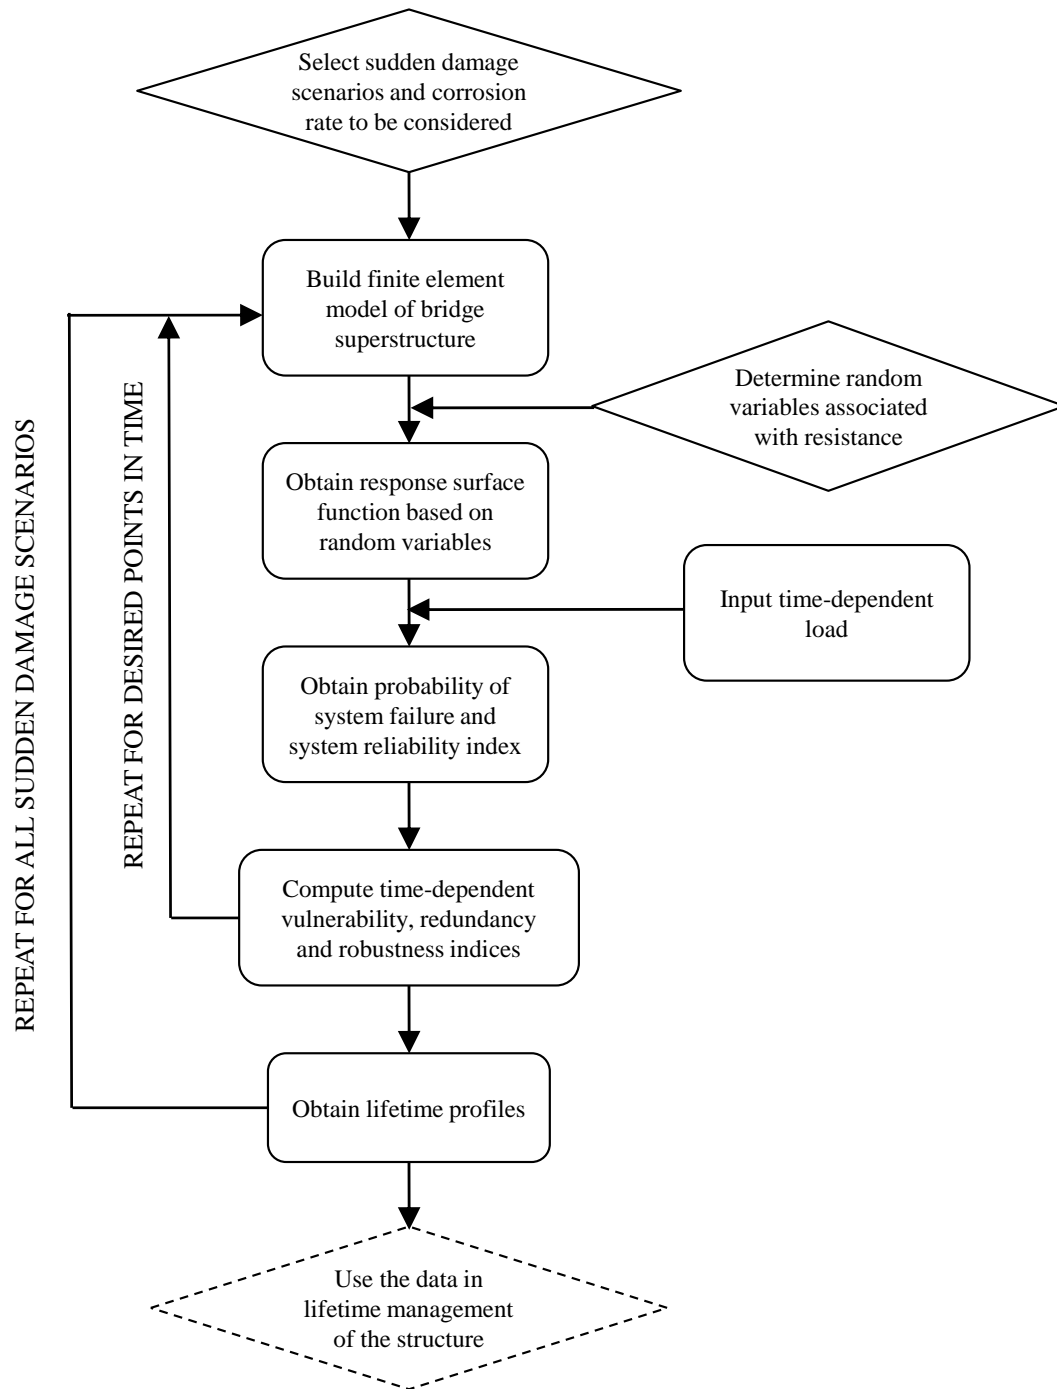 Select sudden damage
scenarios and corrosion
rate to be considered
Build finite element
model of bridge
superstructure
Determine random
variables associated
with resistance
Obtain response surface
function based on
random variables
Input time-dependent
load
Obtain probability of
system failure and
system reliability index
Compute time-dependent
vulnerability, redundancy
and robustness indices
Obtain lifetime profiles
Use the data in
lifetime management
of the structure
REPEAT FOR DESIRED POINTS IN TIME
REPEAT FOR ALL SUDDEN DAMAGE SCENARIOS